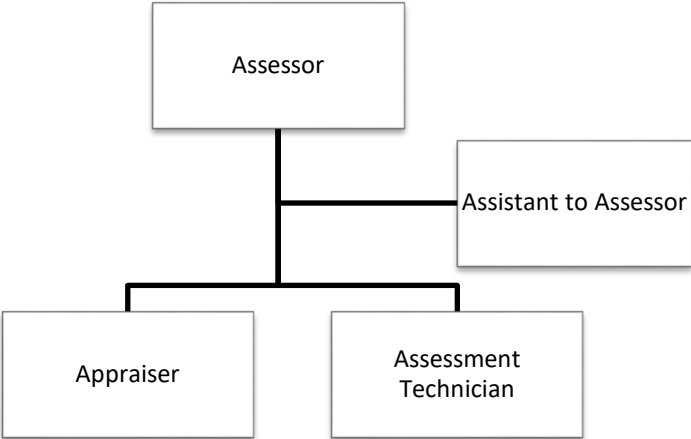 Assessor
Assistant to Assessor
Appraiser
Assessment
Technician